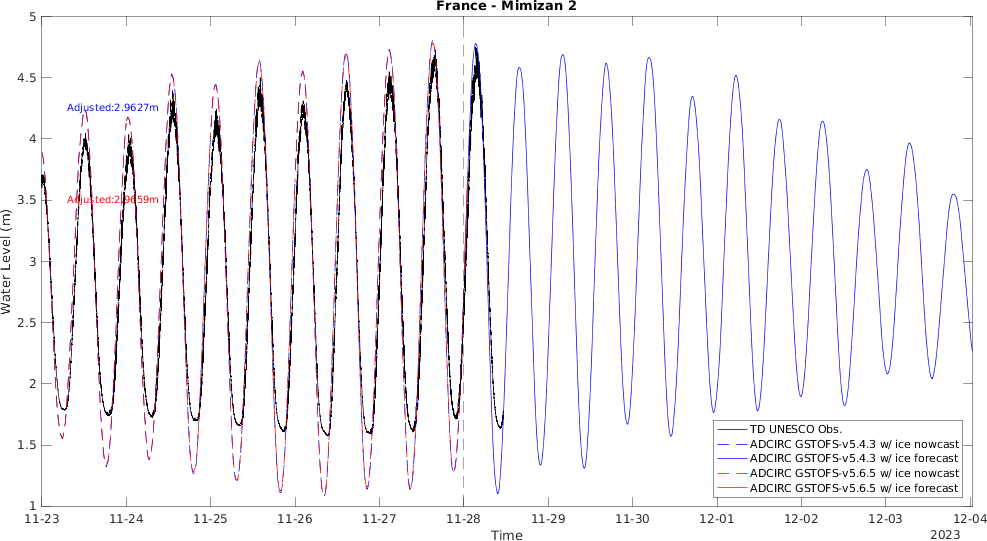 France - Mimizan 2
Water Level (m)
5
4.5
4
3.5
3
2.5
2
1.5
1
Adjusted:2.9627m
Adjusted:2.9659m
TD UNESCO Obs.
ADCIRC GSTOFS-v5.4.3 w/ ice nowcast
ADCIRC GSTOFS-v5.4.3 w/ ice forecast
ADCIRC GSTOFS-v5.6.5 w/ ice nowcast
ADCIRC GSTOFS-v5.6.5 w/ ice forecast
11-23 11-24 11-25 11-26 11-27 11-28 11-29 11-30 12-01 12-02 12-03 12-04
Time
2023